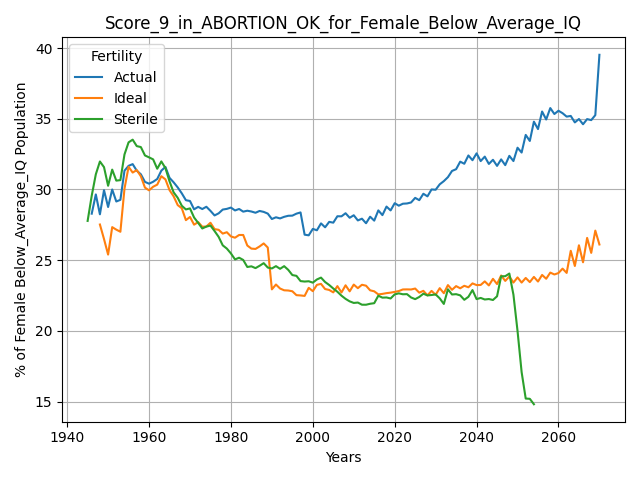 Score_9_in_ABORTION_OK_for_Female_Below_Average_IQ
% of Female Below_Average_IQ Population
40
35
30
25
20
15
Fertility
Actual
Ideal
Sterile
1940 1960 1980 2000 2020 2040 2060
Years